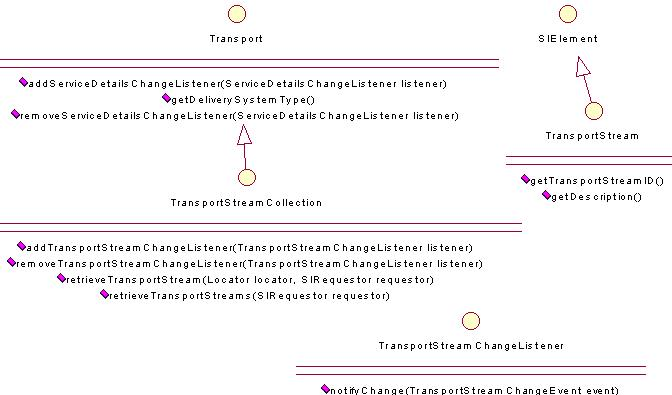 Transport
addServiceDetailsChangeListener(ServiceDetailsChangeListener listener)
getDeliverySystemType()
removeServiceDetailsChangeListener(ServiceDetailsChangeListener listener)
SIElement
TransportStream
getTransportStreamID()
getDescription()
TransportStreamCollection
addTransportStreamChangeListener(TransportStreamChangeListener listener)
removeTransportStreamChangeListener(TransportStreamChangeListener listener)
retrieveTransportStream(Locator locator, SIRequestor requestor)
retrieveTransportStreams(SIRequestor requestor)
TransportStreamChangeListener
notifyChange(TransportStreamChangeEvent event)